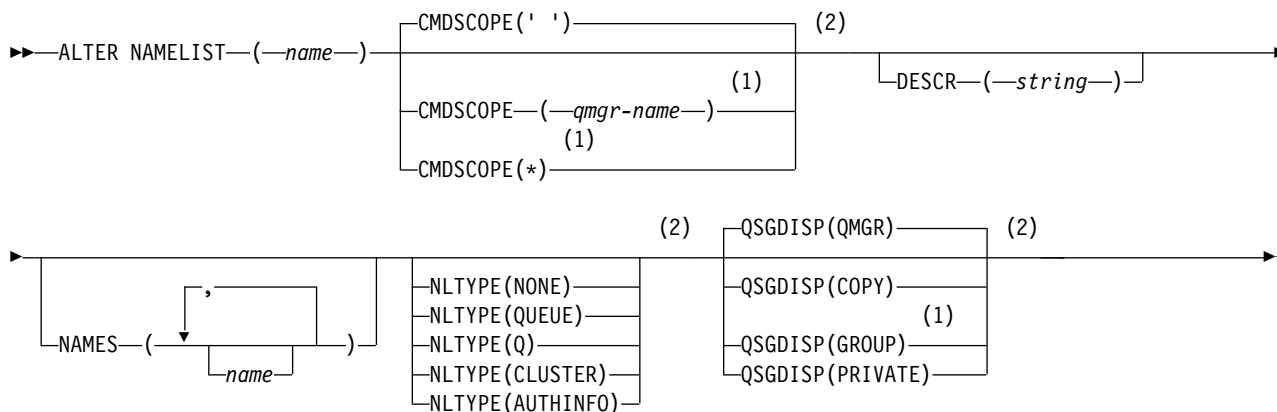 CMDSCOPE(' ') (2)
ALTER NAMELIST ( name )
(1)
DESCR ( string )
CMDSCOPE ( qmgr-name )
(1)
CMDSCOPE(*)
(2) QSGDISP(QMGR) (2)
,
NLTYPE(NONE) QSGDISP(COPY)
NLTYPE(QUEUE) (1)
NAMES ( ) NLTYPE(Q) QSGDISP(GROUP)
name NLTYPE(CLUSTER) QSGDISP(PRIVATE)
NLTYPE(AUTHINFO)